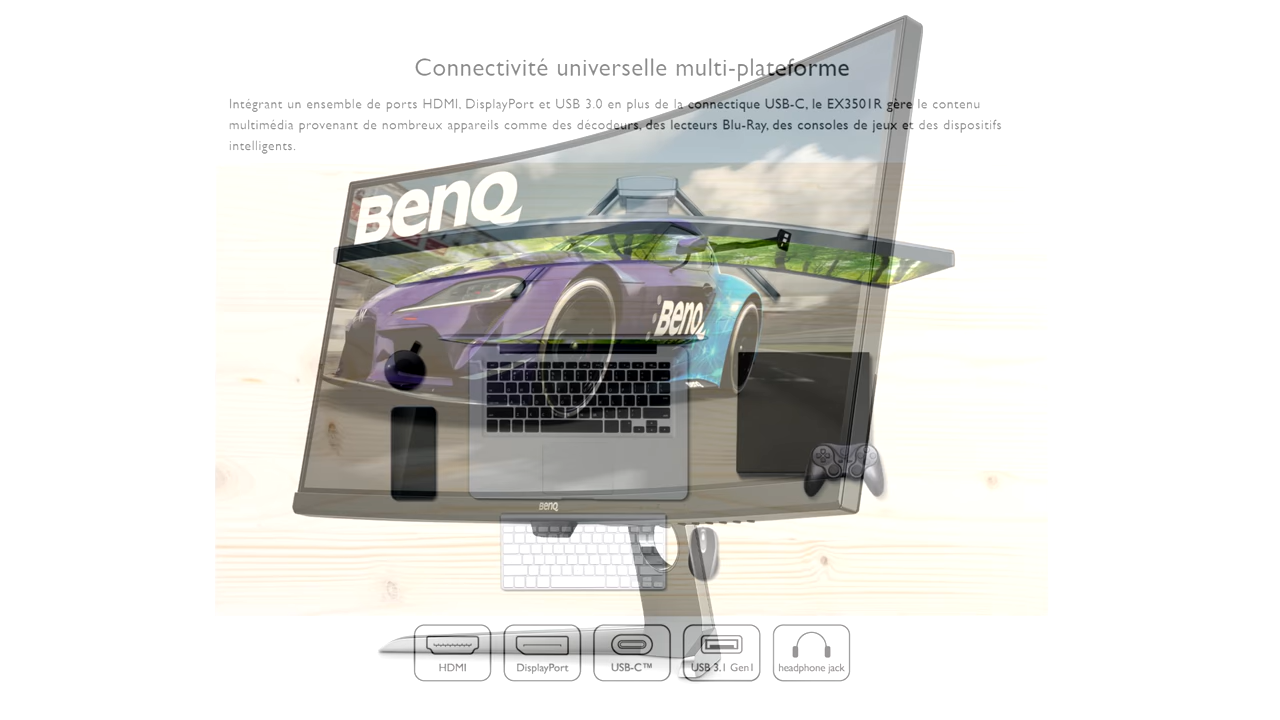 Connectivité universelle multi-plateforme
Intégrant un ensemble de ports HDMI, DisplayPort et USB 3.0 en plus de la connectique USB-C, le EX3501R gère le contenu
multimédia provenant de nombreux appareils comme des décodeurs, des lecteurs Blu-Ray, des consoles de jeux et des dispositifs
intelligents.
BenQ
BenQ
BenQ
HDMI
DisplayPort
USB-C™
USB 3.1 Gen1
headphone jack